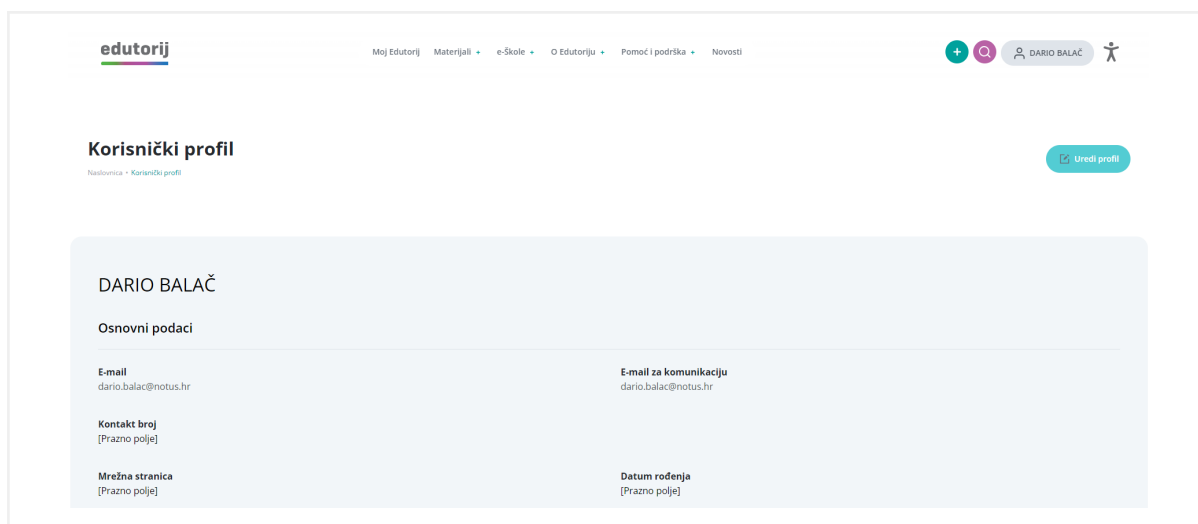 edutorij
Moj Edutorij Materijali + e-Škole + O Edutoriju + Pomoć i podrška + Novosti
+ DARIO BALAČ
Korisnički profil
Uredi profil
Naslovnica • Korisnički profil
DARIO BALAČ
Osnovni podaci
E-mail E-mail za komunikaciju
dario.balac@notus.hr dario.balac@notus.hr
Kontakt broj
[Prazno polje]
Mrežna stranica Datum rođenja
[Prazno polje] [Prazno polje]